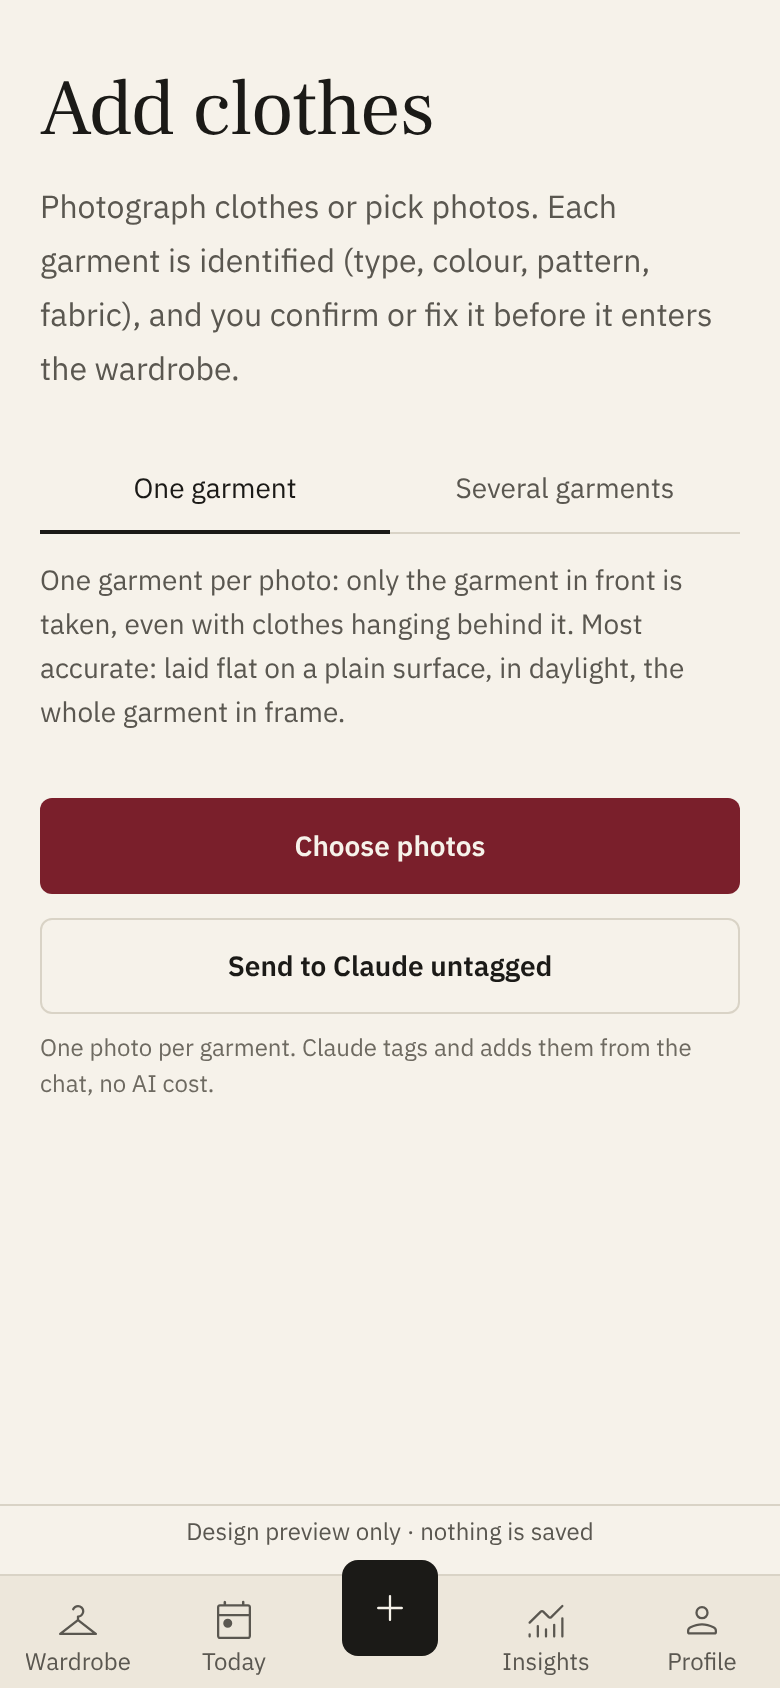 Add clothes
Photograph clothes or pick photos. Each
garment is identified (type, colour, pattern,
fabric), and you confirm or fix it before it enters
the wardrobe.
One garment
Several garments
One garment per photo: only the garment in front is
taken, even with clothes hanging behind it. Most
accurate: laid flat on a plain surface, in daylight, the
whole garment in frame.
Choose photos
Send to Claude untagged
One photo per garment. Claude tags and adds them from the
chat, no AI cost.
Design preview only · nothing is saved
Wardrobe
Today
Insights
Profile